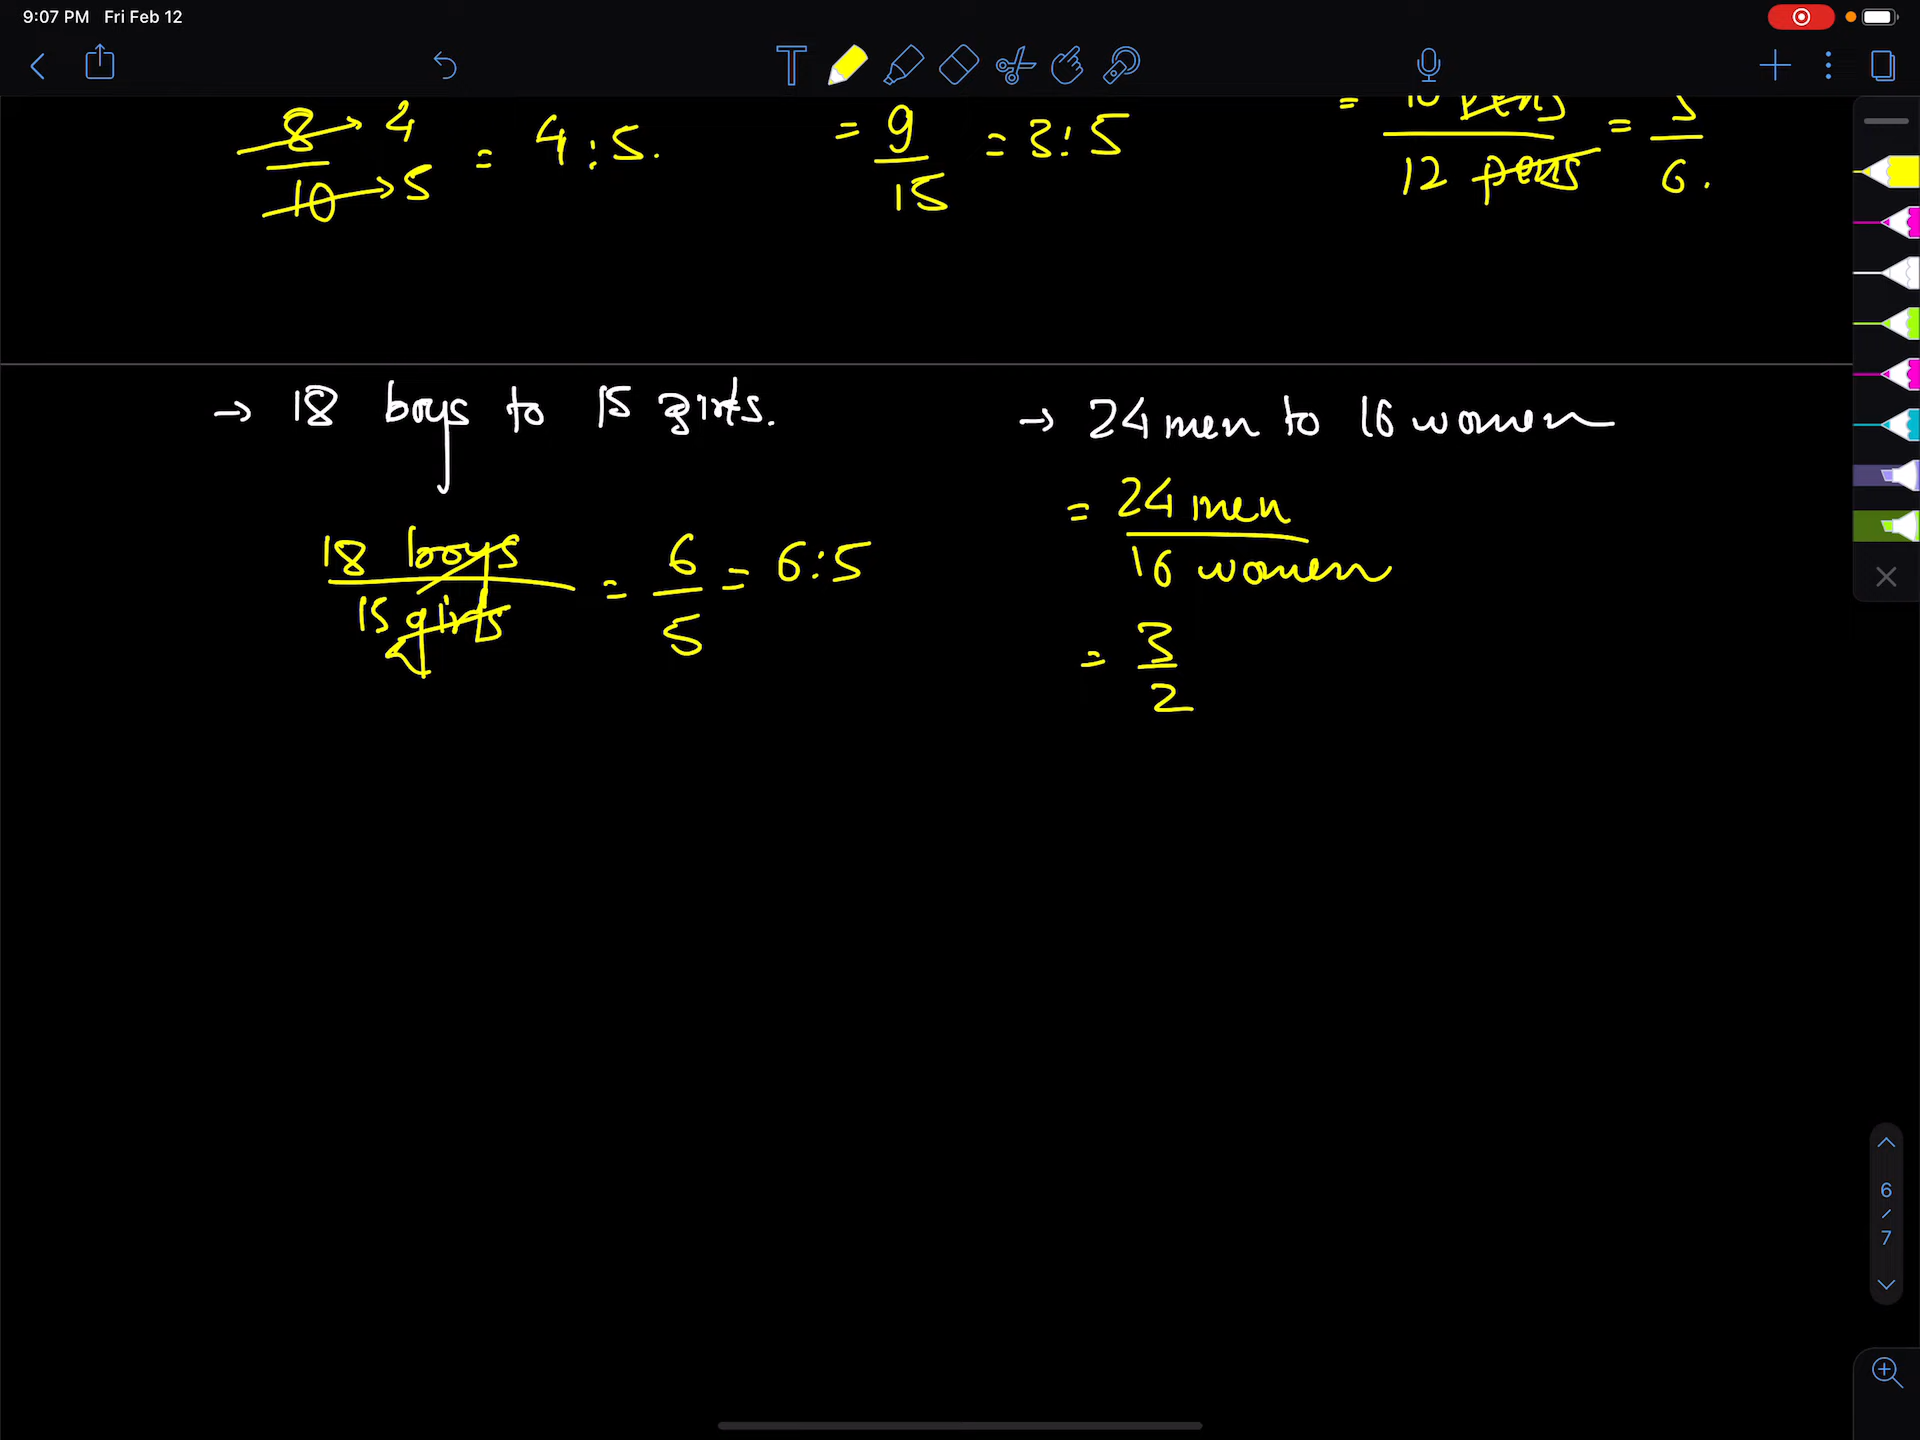 9:07 PM Fri Feb 12
8 → 4
10 → 5
= 4:5.
= 9
15
= 3:5
=
12 pens
=
6.
→ 18 boys to 15 girls.
18 boys
15 girls
= 6
5
= 6:5
→ 24 men to 16 women
= 24 men
16 women
= 3
2
6
/
7